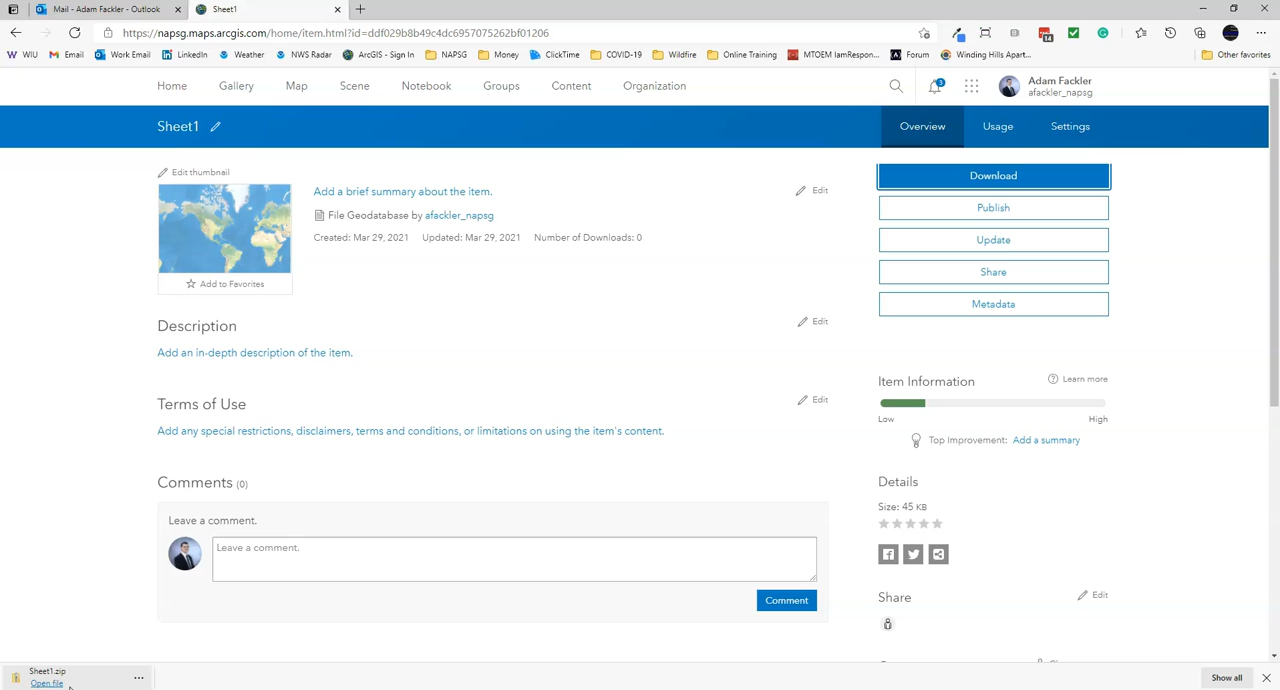 Mail - Adam Fackler - Outlook
Sheet1
https://napsg.maps.arcgis.com/home/item.html?id=ddf029b8b49c4dc6957075262bf01206
WIU
Email
Work Email
LinkedIn
Weather
NWS Radar
ArcGIS - Sign In
NAPSG
Money
ClickTime
COVID-19
Wildfire
Online Training
MTOEM IamRespon...
Forum
Winding Hills Apart...
Other favorites
Home
Gallery
Map
Scene
Notebook
Groups
Content
Organization
3
Adam Fackler
afackler_napsg
Sheet1
Overview
Usage
Settings
Edit thumbnail
Add to Favorites
Add a brief summary about the item.
Edit
File Geodatabase by afackler_napsg
Created: Mar 29, 2021 Updated: Mar 29, 2021 Number of Downloads: 0
Download
Publish
Update
Share
Metadata
Description
Edit
Add an in-depth description of the item.
Terms of Use
Edit
Add any special restrictions, disclaimers, terms and conditions, or limitations on using the item's content.
Comments (0)
Leave a comment.
Leave a comment.
Comment
Item Information
Learn more
Low
High
Top Improvement: Add a summary
Details
Size: 45 KB
Share
Edit
Sheet1.zip
Open file
Show all